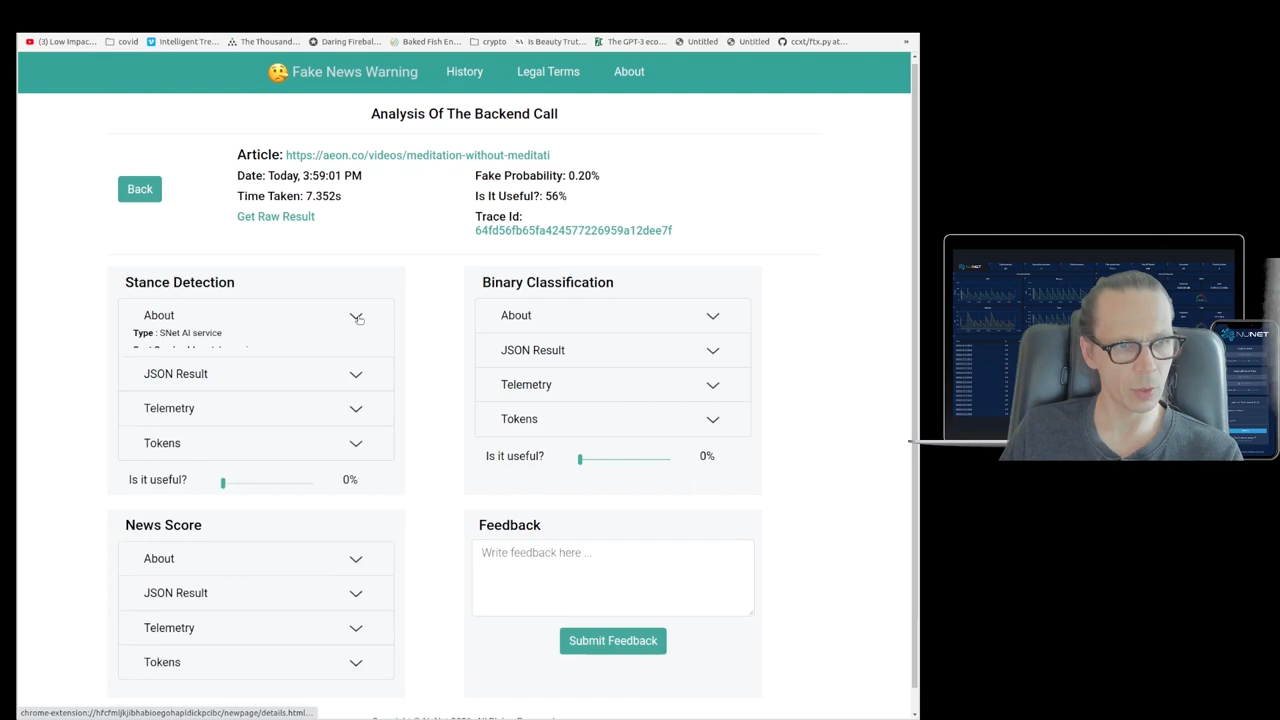 (3) Low Impac... covid Intelligent Tre... The Thousand... Daring Firebal... Baked Fish En... crypto Is Beauty Trut... The GPT-3 eco... Untitled Untitled ccxt/ftx.py at... »
Fake News Warning History Legal Terms About
Analysis Of The Backend Call
Article: https://aeon.co/videos/meditation-without-meditati
Back
Date: Today, 3:59:01 PM
Fake Probability: 0.20%
Time Taken: 7.352s
Is It Useful?: 56%
Get Raw Result
Trace Id:
64fd56fb65fa424577226959a12dee7f
Stance Detection
About
Type : SNet AI service
JSON Result
Telemetry
Tokens
Is it useful? 0%
Binary Classification
About
JSON Result
Telemetry
Tokens
Is it useful? 0%
News Score
About
JSON Result
Telemetry
Tokens
Feedback
Write feedback here ...
Submit Feedback
chrome-extension://hfcfmljkjibhabioegohapldickpcibc/newpage/details.html...
NUNET